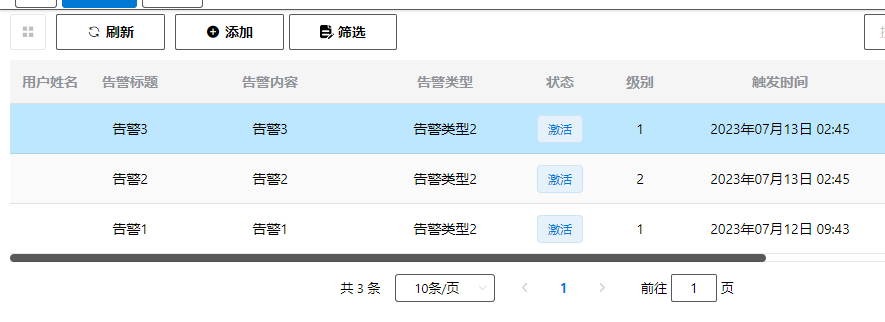 刷新 添加 筛选
用户姓名 告警标题 告警内容 告警类型 状态 级别 触发时间
告警3 告警3 告警类型2 激活 1 2023年07月13日 02:45
告警2 告警2 告警类型2 激活 2 2023年07月13日 02:45
告警1 告警1 告警类型2 激活 1 2023年07月12日 09:43
共 3 条 10条/页 1 前往 1 页